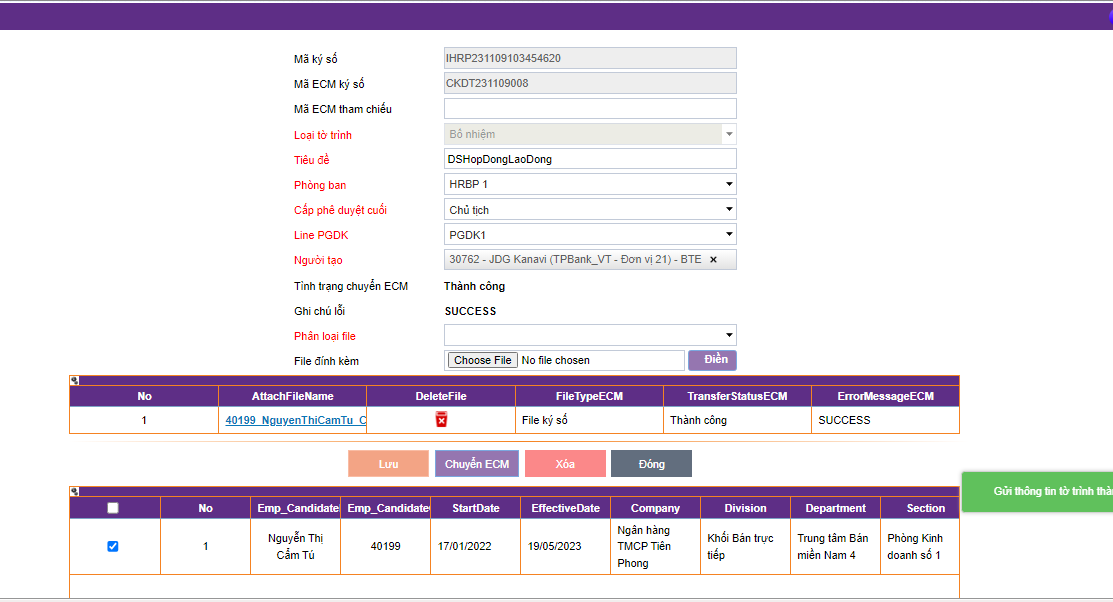 Mã ký số IHRP231109103454620
Mã ECM ký số CKDT231109008
Mã ECM tham chiếu
Loại tờ trình Bổ nhiệm
Tiêu đề DSHopDongLaoDong
Phòng ban HRBP 1
Cấp phê duyệt cuối Chủ tịch
Line PGDK PGDK1
Người tạo 30762 - JDG Kanavi (TPBank_VT - Đơn vị 21) - BTE ×
Tình trạng chuyển ECM Thành công
Ghi chú lỗi SUCCESS
Phân loại file
File đính kèm Choose File No file chosen Điền
No AttachFileName DeleteFile FileTypeECM TransferStatusECM ErrorMessageECM
1 40199_NguyenThiCamTu_C File ký số Thành công SUCCESS
Lưu Chuyển ECM Xóa Đóng
Gửi thông tin tờ trình thàn
No Emp_Candidate Emp_Candidate StartDate EffectiveDate Company Division Department Section
1 Nguyễn Thị Cẩm Tú 40199 17/01/2022 19/05/2023 Ngân hàng TMCP Tiên Phong Khối Bán trực tiếp Trung tâm Bán miền Nam 4 Phòng Kinh doanh số 1